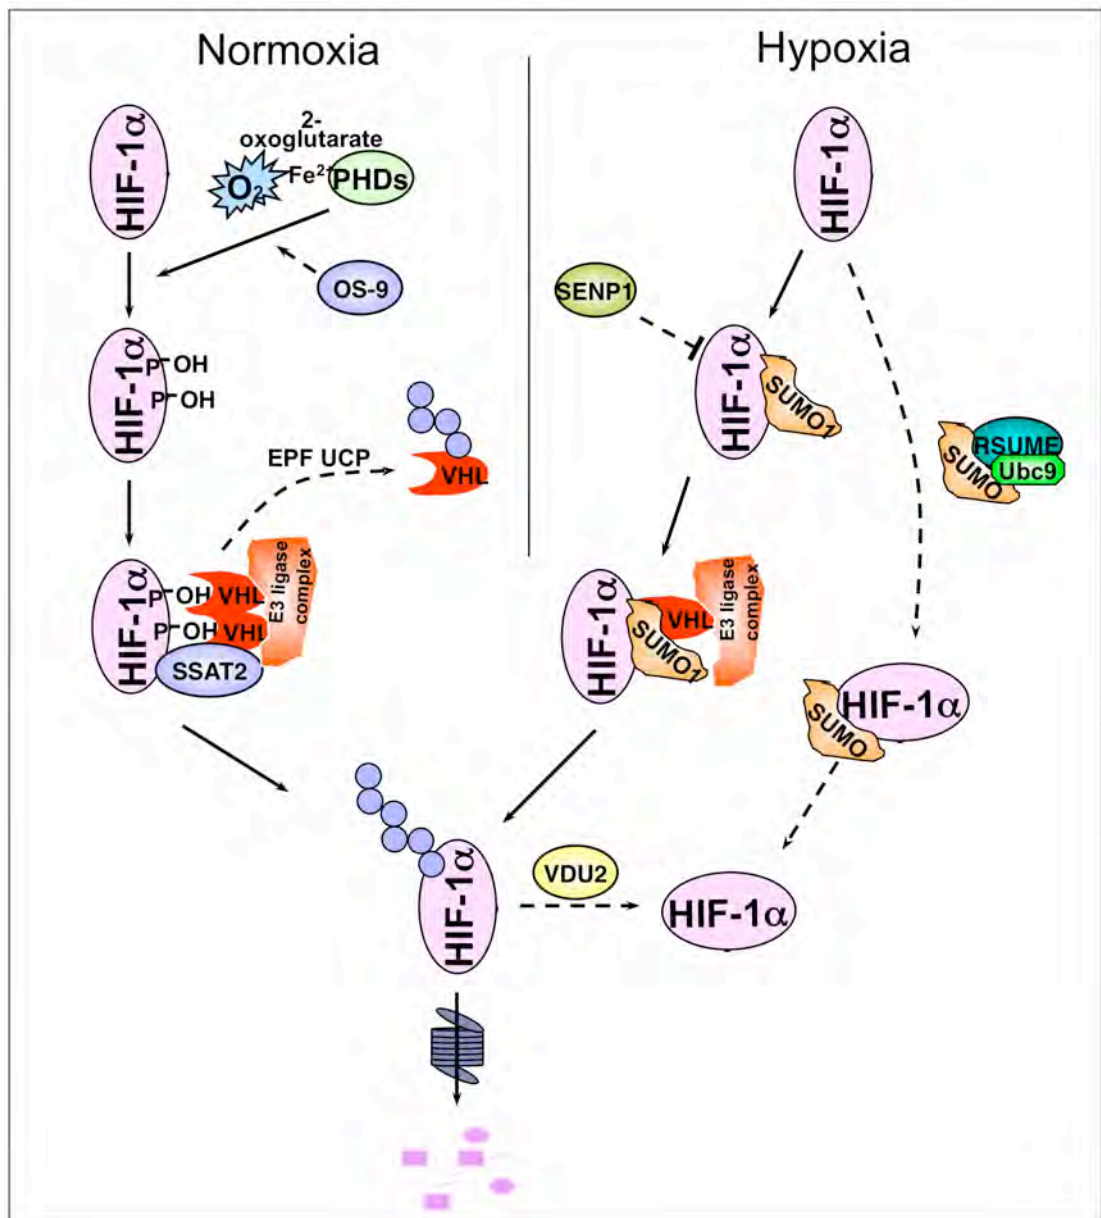 Normoxia
Hypoxia
HIF-1α
2-
oxoglutarate
O2
Fe2+
PHDs
OS-9
HIF-1α
P-OH
P-OH
EPF UCP
VHL
HIF-1α
P-OH
VHL
P-OH
VHL
E3 ligase
complex
SSAT2
HIF-1α
SENP1
HIF-1α
SUMO1
RSUME
SUMO
Ubc9
HIF-1α
VHL
SUMO1
E3 ligase
complex
HIF-1α
SUMO
HIF-1α
VDU2
HIF-1α